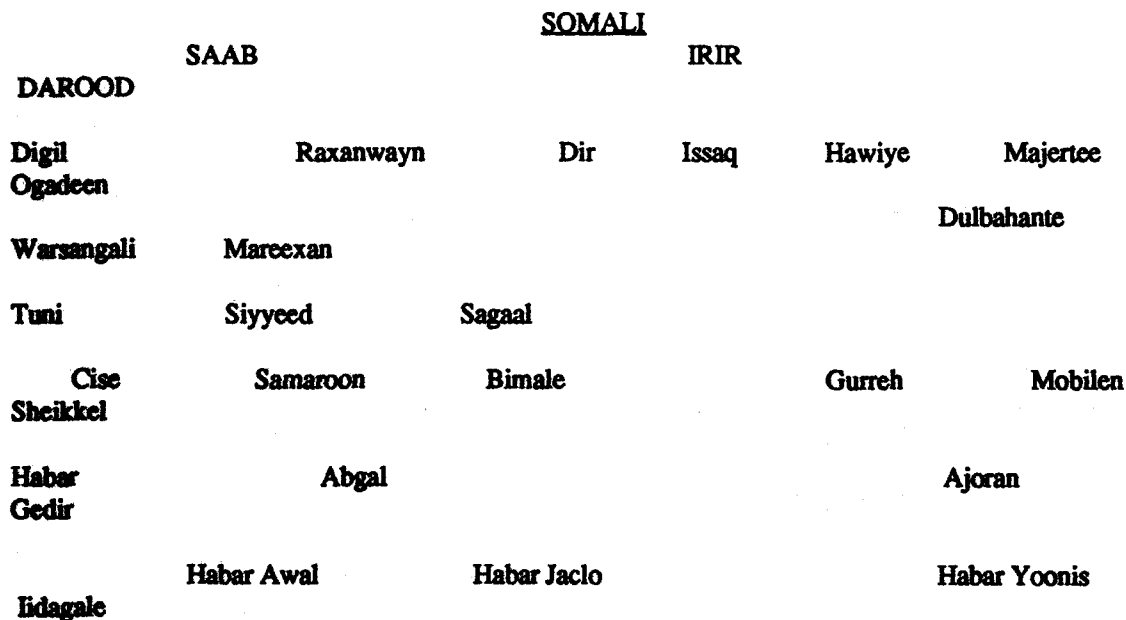 SOMALI
SAAB IRIR
DAROOD
Digil Raxanwayn Dir Issaq Hawiye Majertee
Ogadeen
Dulbahante
Warsangali Mareexan
Tuni Siyyeed Sagaal
Cise Samaroon Bimale Gurreh Mobilen
Sheikkel
Habar Abgal Ajoran
Gedir
Habar Awal Habar Jaclo Habar Yoonis
Iidagale